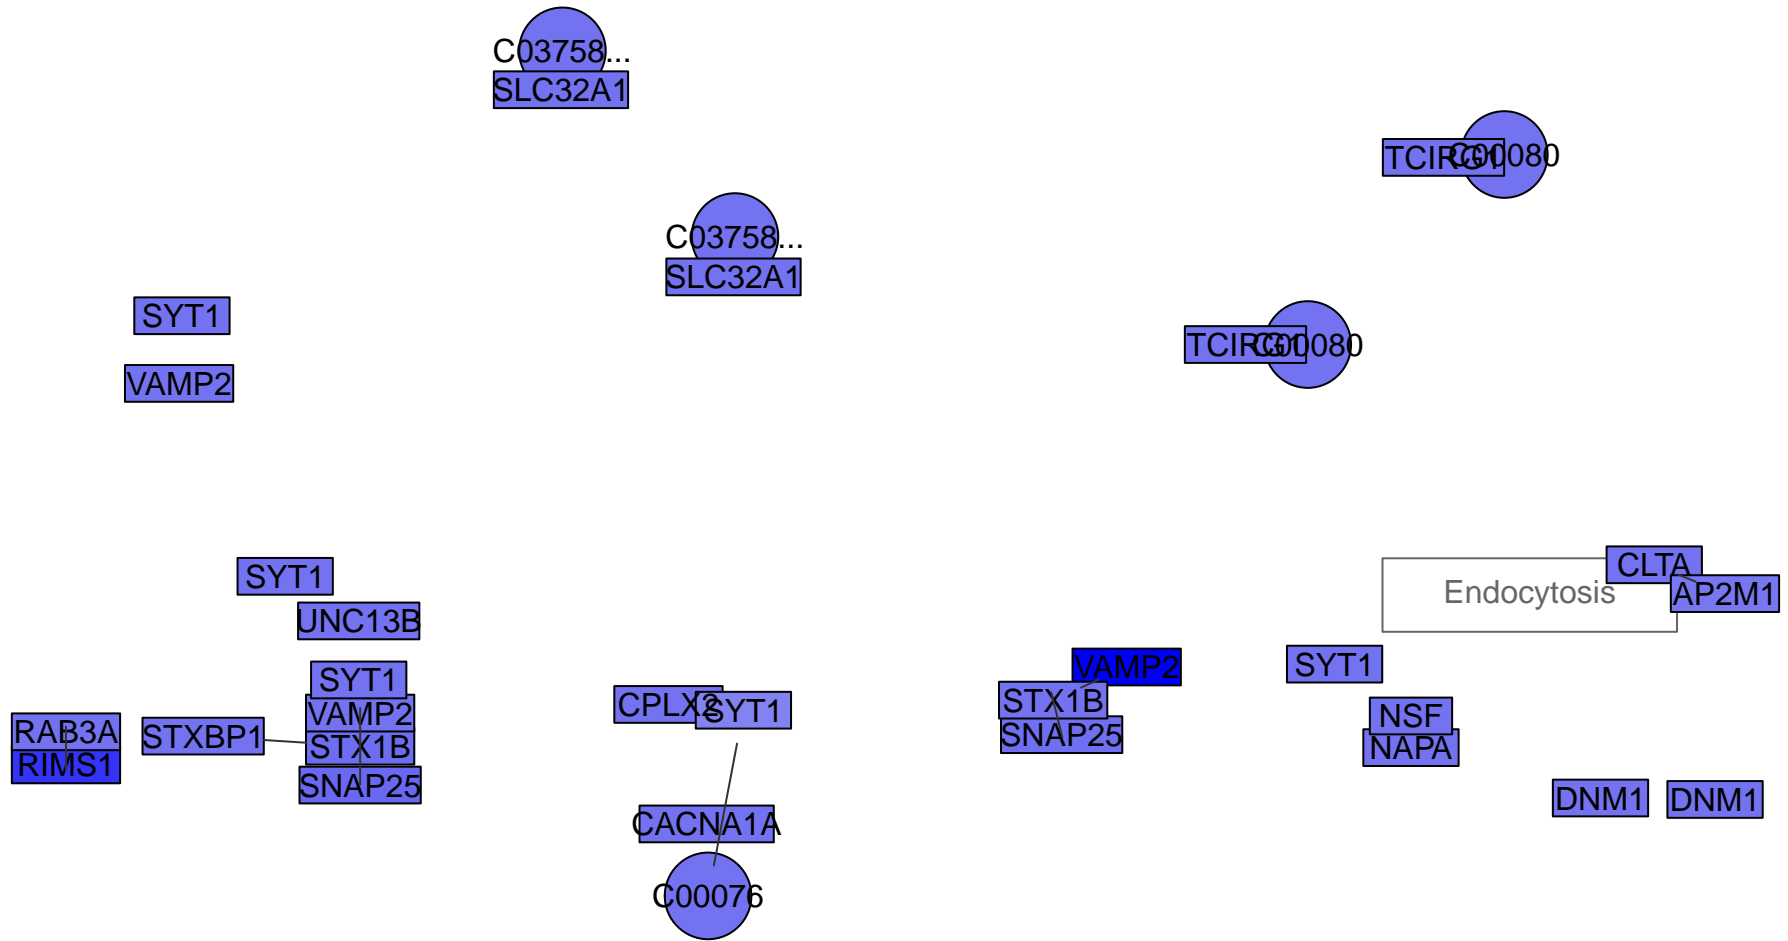 C03758...
SLC32A1
TCIRG1
C00080
C03758...
SLC32A1
SYT1
TCIRG1
C00080
VAMP2
SYT1
CLTA
Endocytosis
AP2M1
UNC13B
SYT1
VAMP2
SYT1
STX1B
SNAP25
CPLX2
SYT1
NSF
NAPA
RAB3A
RIMS1
STXBP1
VAMP2
STX1B
SNAP25
DNM1
DNM1
CACNA1A
C00076